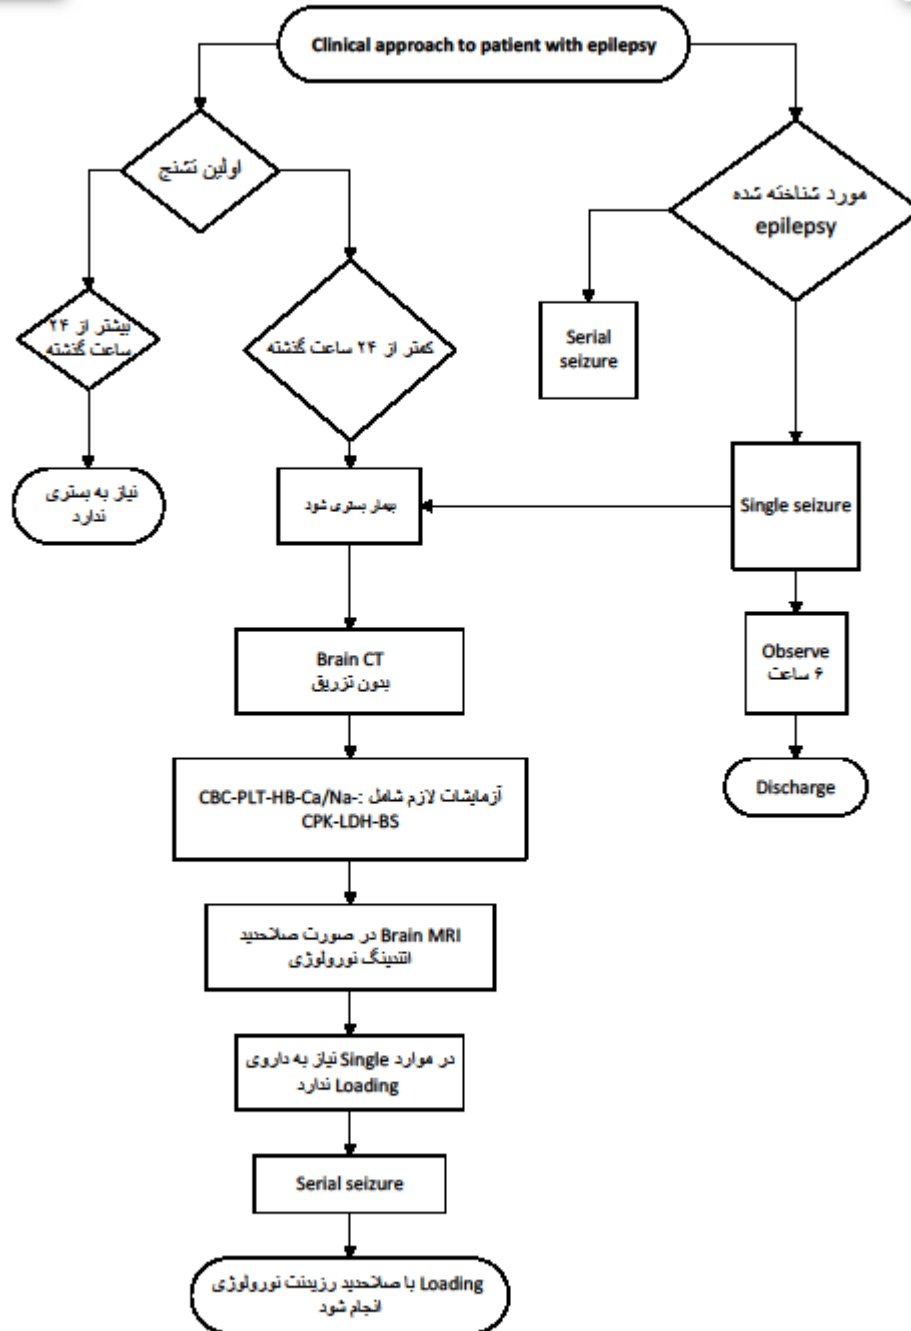 Clinical approach to patient with epilepsy
اولین تشنج
مورد شناخته شده
epilepsy
بیشتر از ۲۴
ساعت گذشته
کمتر از ۲۴ ساعت گذشته
Serial
seizure
نیاز به بستری
ندارد
بیمار بستری شود
Single seizure
Brain CT
بدون تزریق
Observe
۶ ساعت
آزمایشات لازم شامل :-CBC-PLT-HB-Ca/Na
CPK-LDH-BS
Discharge
Brain MRI در صورت صلاحدید
اتندینگ نورولوژی
در موارد Single نیاز به داروی
Loading ندارد
Serial seizure
Loading با صلاحدید رزیدنت نورولوژی
انجام شود